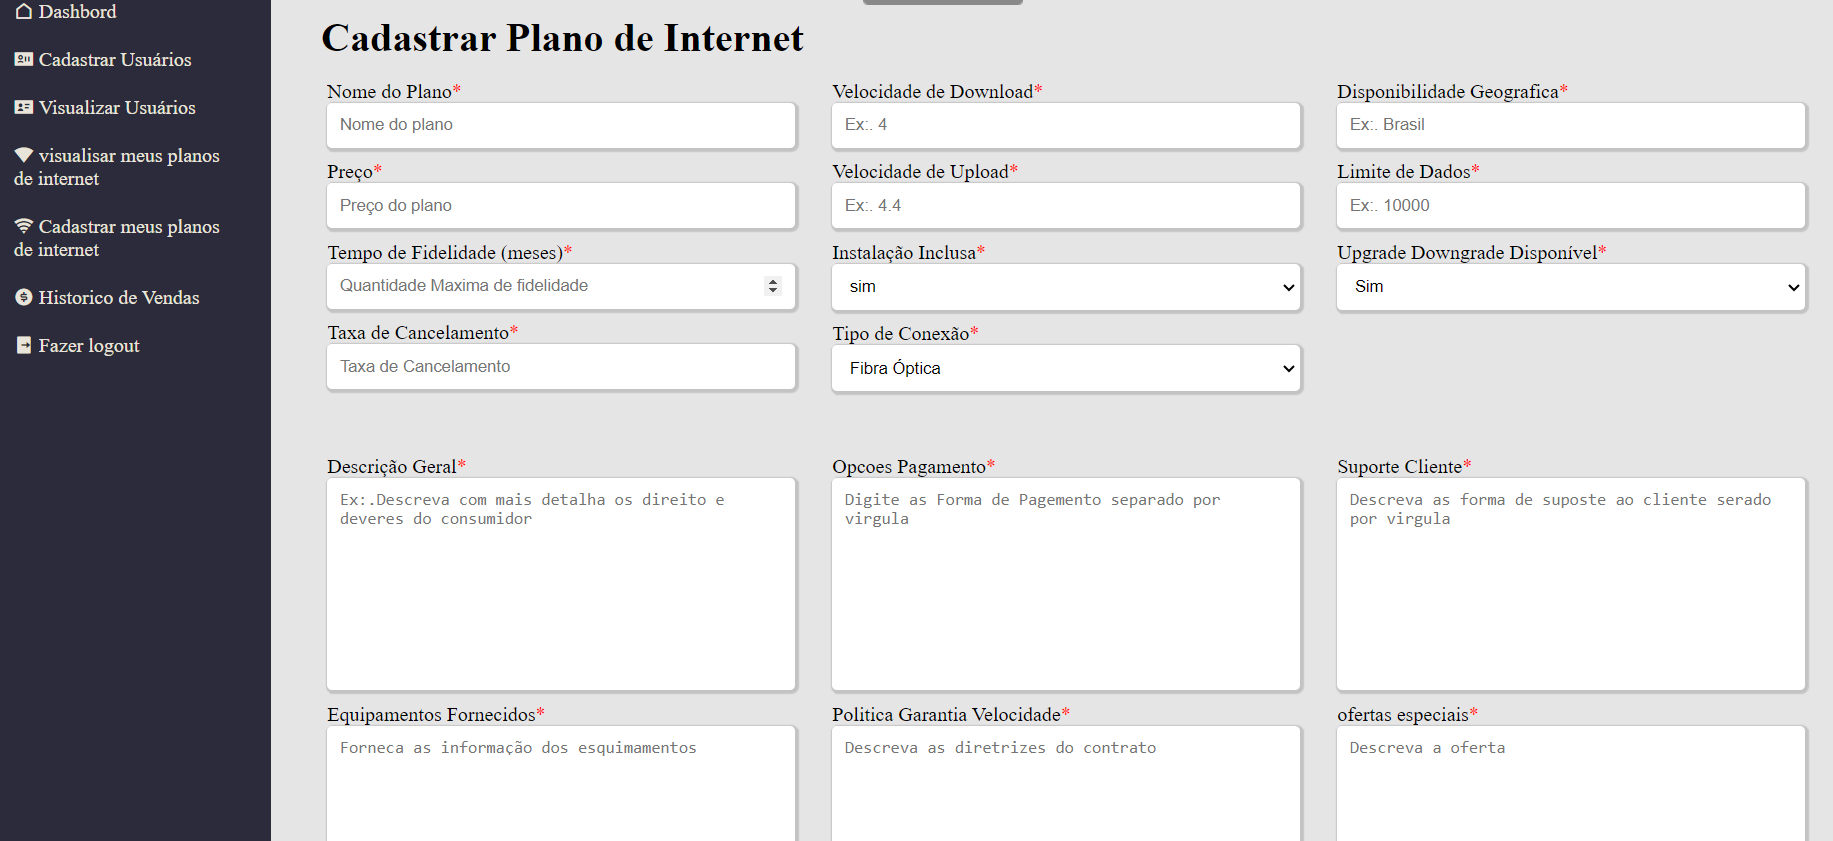 Dashbord
Cadastrar Usuários
Visualizar Usuários
visualisar meus planos
de internet
Cadastrar meus planos
de internet
Historico de Vendas
Fazer logout
Cadastrar Plano de Internet
Nome do Plano*
Nome do plano
Velocidade de Download*
Ex:. 4
Disponibilidade Geografica*
Ex:. Brasil
Preço*
Preço do plano
Velocidade de Upload*
Ex:. 4.4
Limite de Dados*
Ex:. 10000
Tempo de Fidelidade (meses)*
Quantidade Maxima de fidelidade
Instalação Inclusa*
sim
Upgrade Downgrade Disponível*
Sim
Taxa de Cancelamento*
Taxa de Cancelamento
Tipo de Conexão*
Fibra Óptica
Descrição Geral*
Ex:.Descreva com mais detalha os direito e
deveres do consumidor
Opcoes Pagamento*
Digite as Forma de Pagemento separado por
virgula
Suporte Cliente*
Descreva as forma de suposte ao cliente serado
por virgula
Equipamentos Fornecidos*
Forneca as informação dos esquimamentos
Politica Garantia Velocidade*
Descreva as diretrizes do contrato
ofertas especiais*
Descreva a oferta